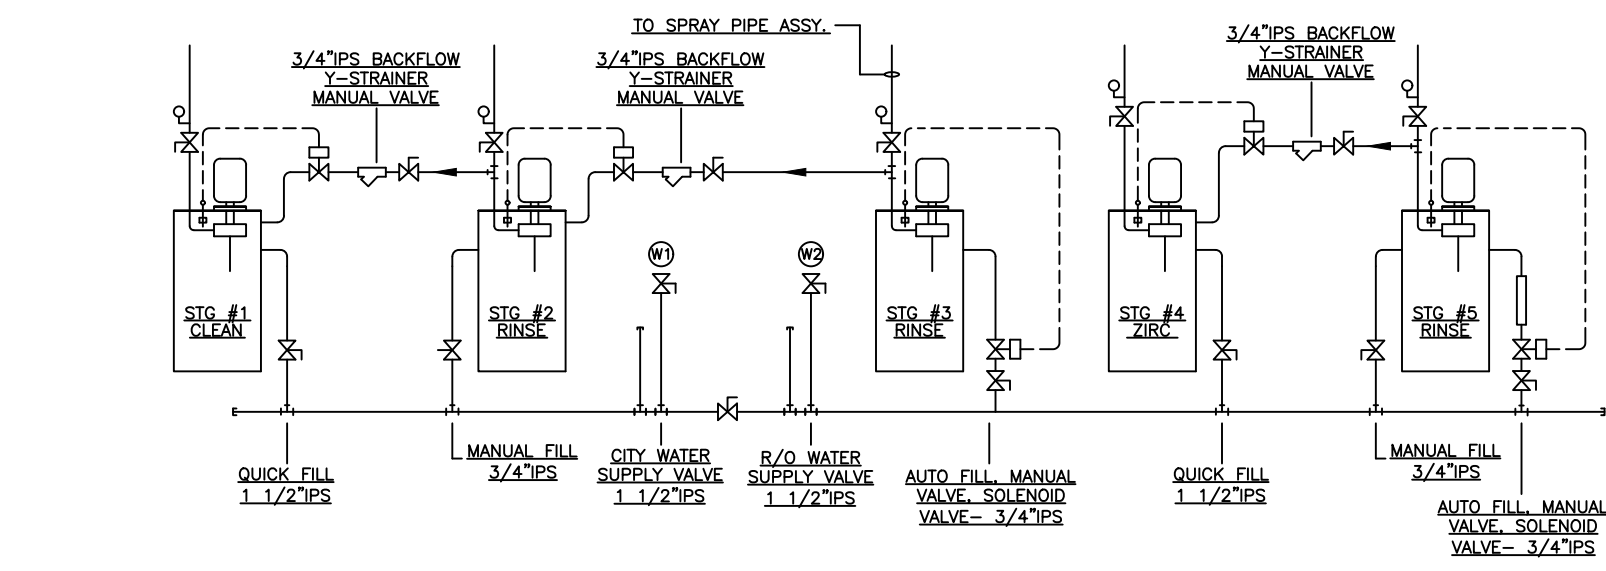 TO SPRAY PIPE ASSY.
3/4"IPS BACKFLOW
Y-STRAINER
MANUAL VALVE
3/4"IPS BACKFLOW
Y-STRAINER
MANUAL VALVE
3/4"IPS BACKFLOW
Y-STRAINER
MANUAL VALVE
W1
W2
STG #1
CLEAN
STG #2
RINSE
STG #3
RINSE
STG #4
ZIRC
STG #5
RINSE
QUICK FILL
1 1/2"IPS
MANUAL FILL
3/4"IPS
CITY WATER
SUPPLY VALVE
1 1/2"IPS
R/O WATER
SUPPLY VALVE
1 1/2"IPS
AUTO FILL, MANUAL
VALVE, SOLENOID
VALVE- 3/4"IPS
QUICK FILL
1 1/2"IPS
MANUAL FILL
3/4"IPS
AUTO FILL, MANUAL
VALVE, SOLENOID
VALVE- 3/4"IPS